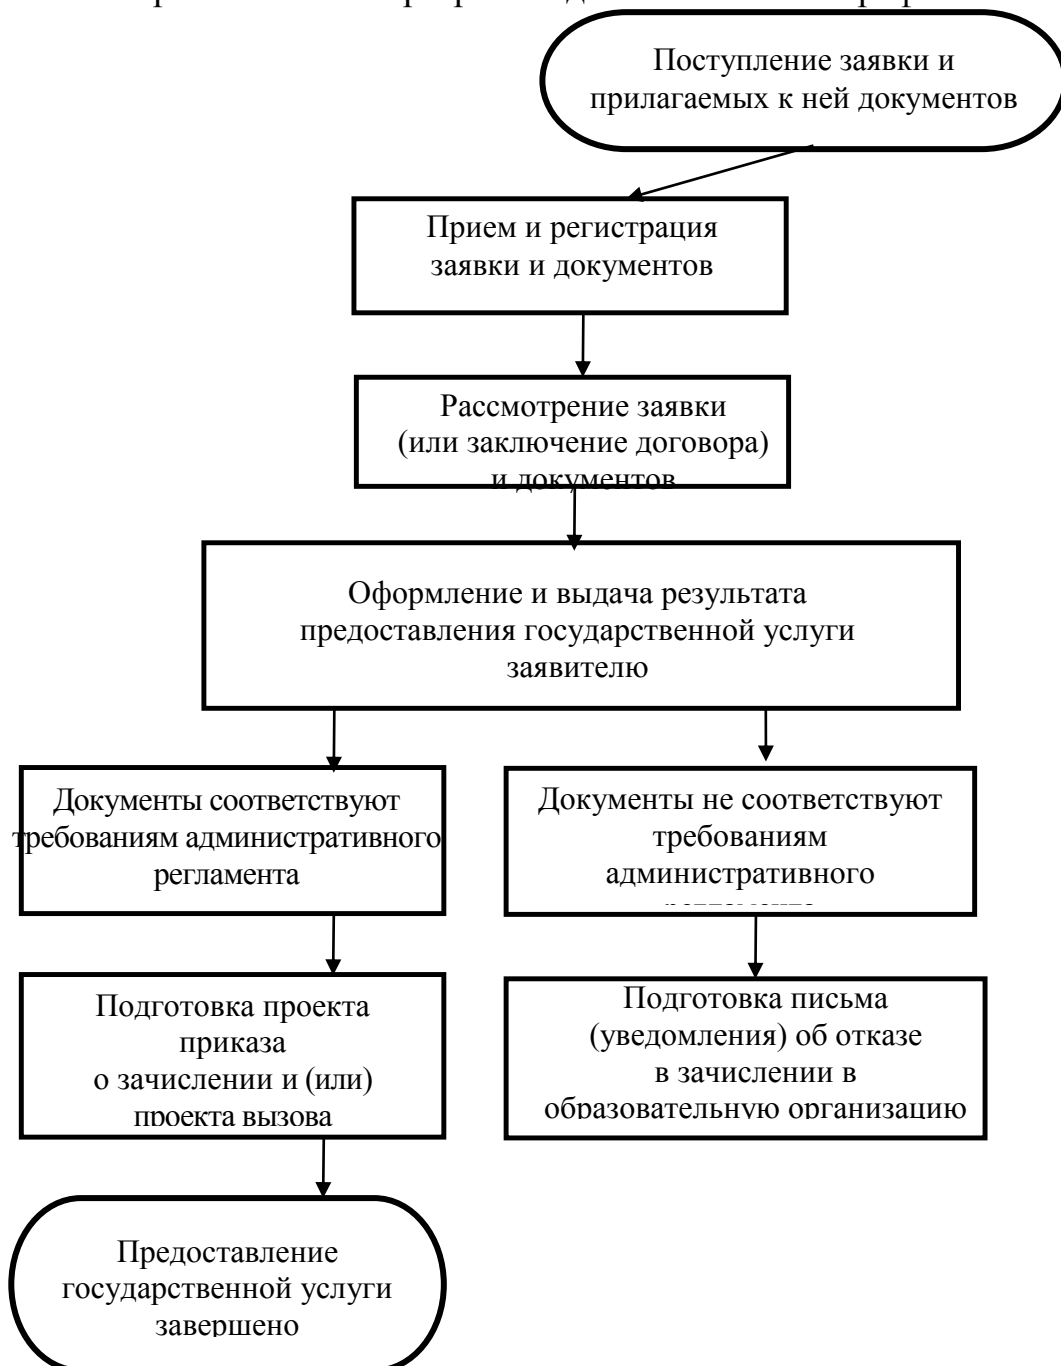 Поступление заявки и
прилагаемых к ней документов
Прием и регистрация
заявки и документов
Рассмотрение заявки
(или заключение договора)
и документов
Оформление и выдача результата
предоставления государственной услуги
заявителю
Документы соответствуют
требованиям административного
регламента
Документы не соответствуют
требованиям
административного
Подготовка проекта
приказа
о зачислении и (или)
проекта вызова
Подготовка письма
(уведомления) об отказе
в зачислении в
образовательную организацию
Предоставление
государственной услуги
завершено